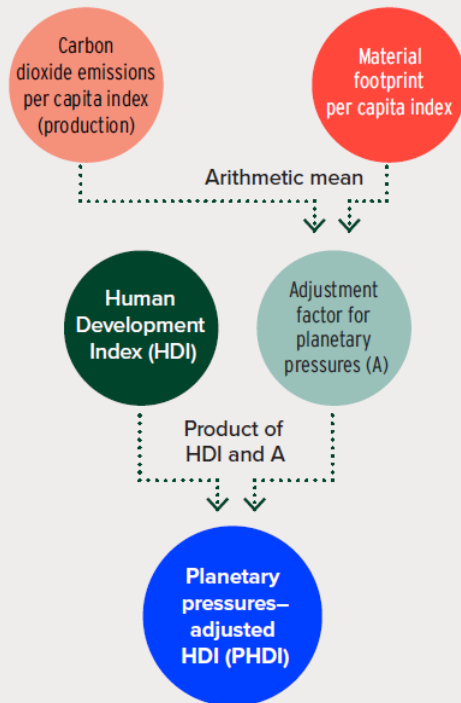 Carbon
dioxide emissions
per capita index
(production)
Material
footprint
per capita index
Arithmetic mean
Human
Development
Index (HDI)
Adjustment
factor for
planetary
pressures (A)
Product of
HDI and A
Planetary
pressures–
adjusted
HDI (PHDI)